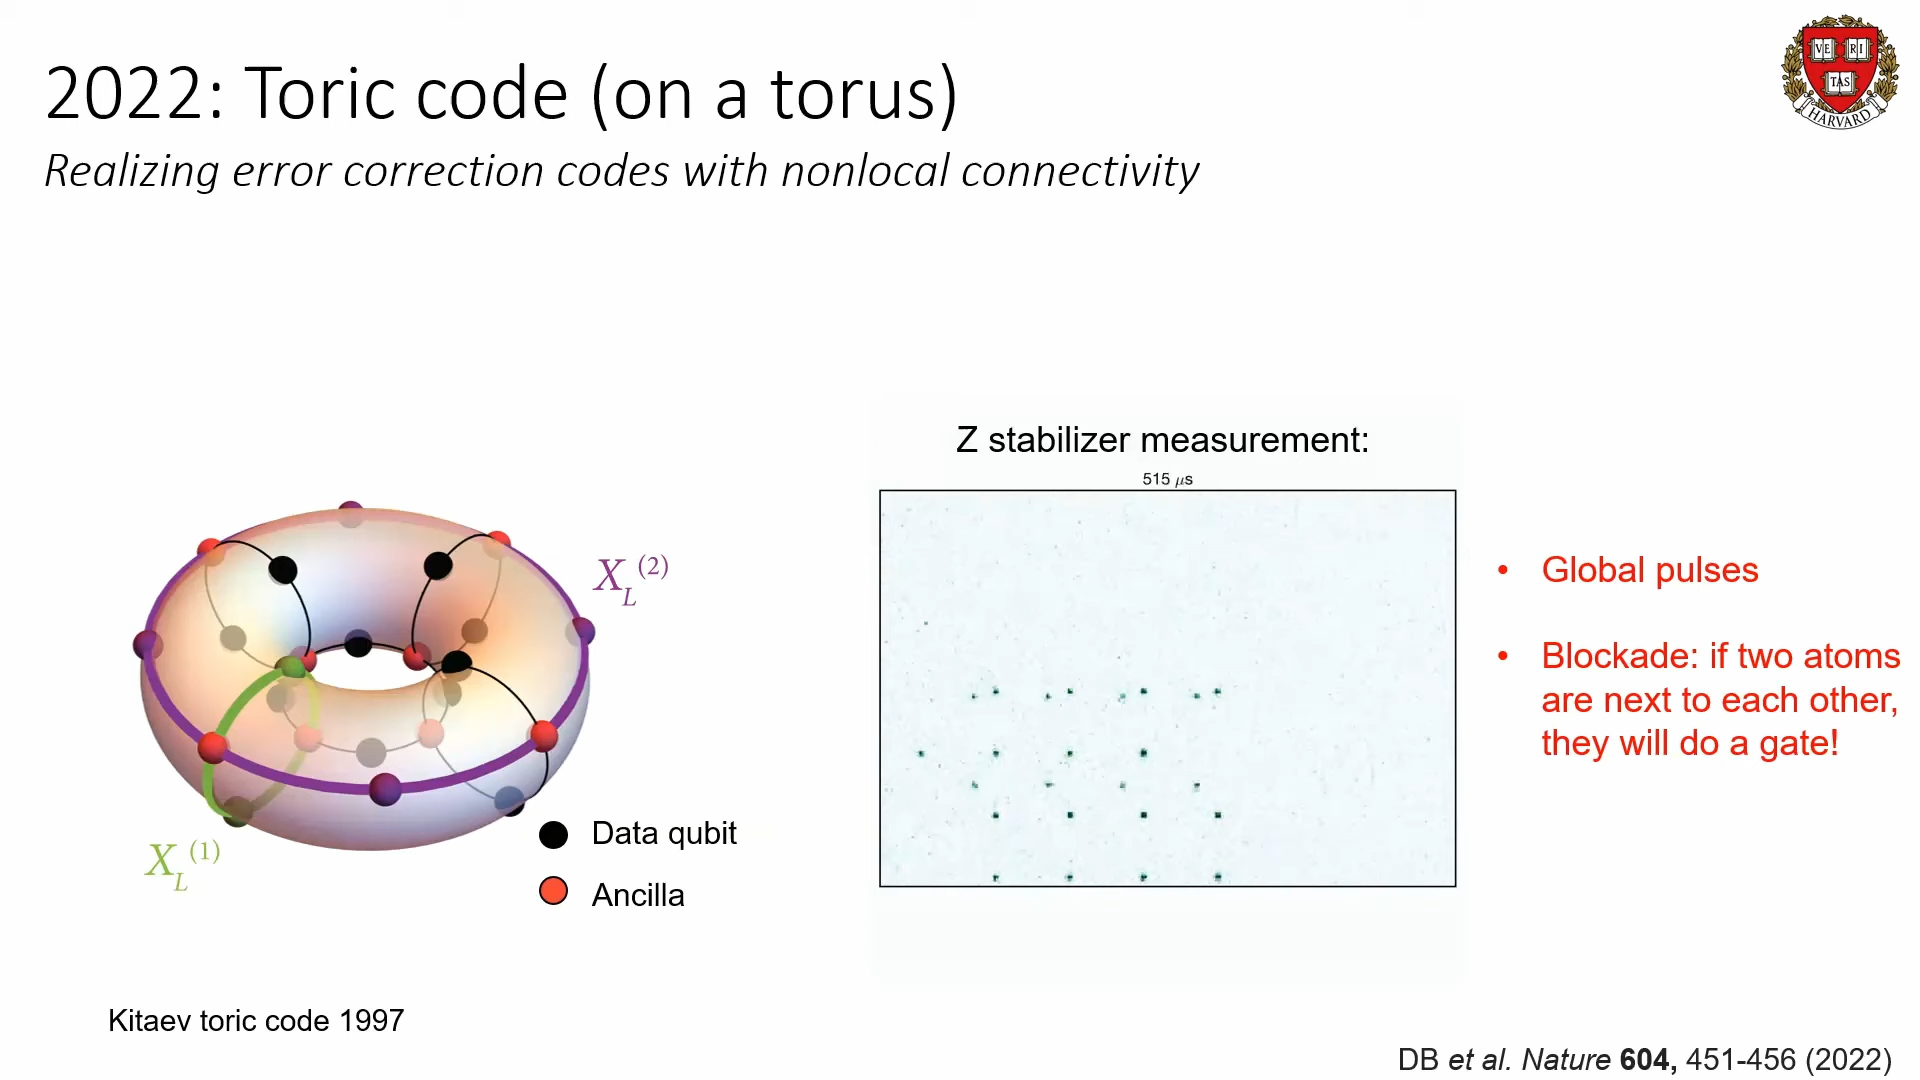 2022: Toric code (on a torus)
Realizing error correction codes with nonlocal connectivity
VE RI
TAS
HARVARD
Z stabilizer measurement:
515 μs
X_L^(2)
• Global pulses
• Blockade: if two atoms
are next to each other,
they will do a gate!
X_L^(1)
Data qubit
Ancilla
Kitaev toric code 1997
DB et al. Nature 604, 451-456 (2022)